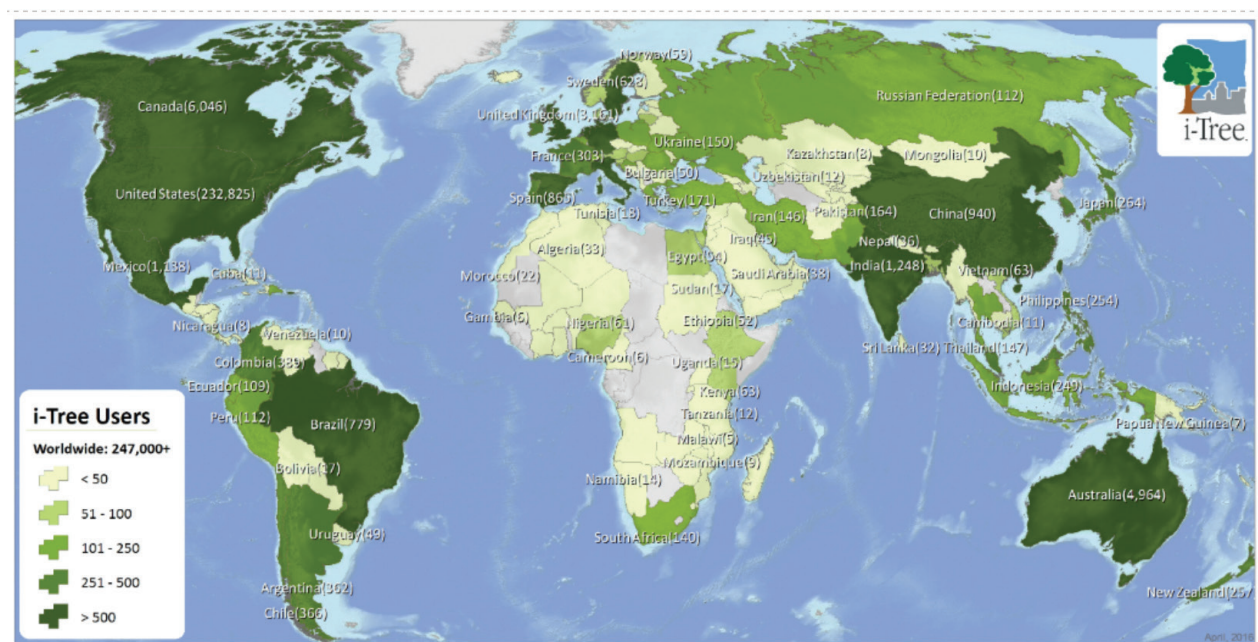 Norway(59)
Sweden(628)
Canada(6,046)
Russian Federation(112)
i-Tree
United Kingdom(3,161)
Ukraine(150)
France(303)
Kazakhstan(8)
Mongolia(10)
Bulgaria(50)
Uzbekistan(12)
United States(232,825)
Spain(865)
Turkey(171)
Japan(264)
Tunisia(18)
Iran(146)
Pakistan(164)
China(940)
Iraq(45)
Nepal(36)
Algeria(33)
Egypt(94)
Mexico(1,138)
Cuba(11)
Morocco(22)
Saudi Arabia(38)
India(1,248)
Vietnam(63)
Sudan(17)
Philippines(254)
Gambia(6)
Nigeria(61)
Ethiopia(52)
Cambodia(11)
Nicaragua(8)
Venezuela(10)
Sri Lanka(32)
Thailand(147)
Colombia(389)
Cameroon(6)
Uganda(15)
Ecuador(109)
Kenya(63)
Indonesia(249)
Peru(112)
Brazil(779)
Tanzania(12)
Papua New Guinea(7)
Malawi(5)
Bolivia(37)
Mozambique(9)
Namibia(14)
Australia(4,964)
Uruguay(49)
South Africa(140)
Argentina(362)
Chile(366)
New Zealand(257
i-Tree Users
Worldwide: 247,000+
< 50
51 - 100
101 - 250
251 - 500
> 500